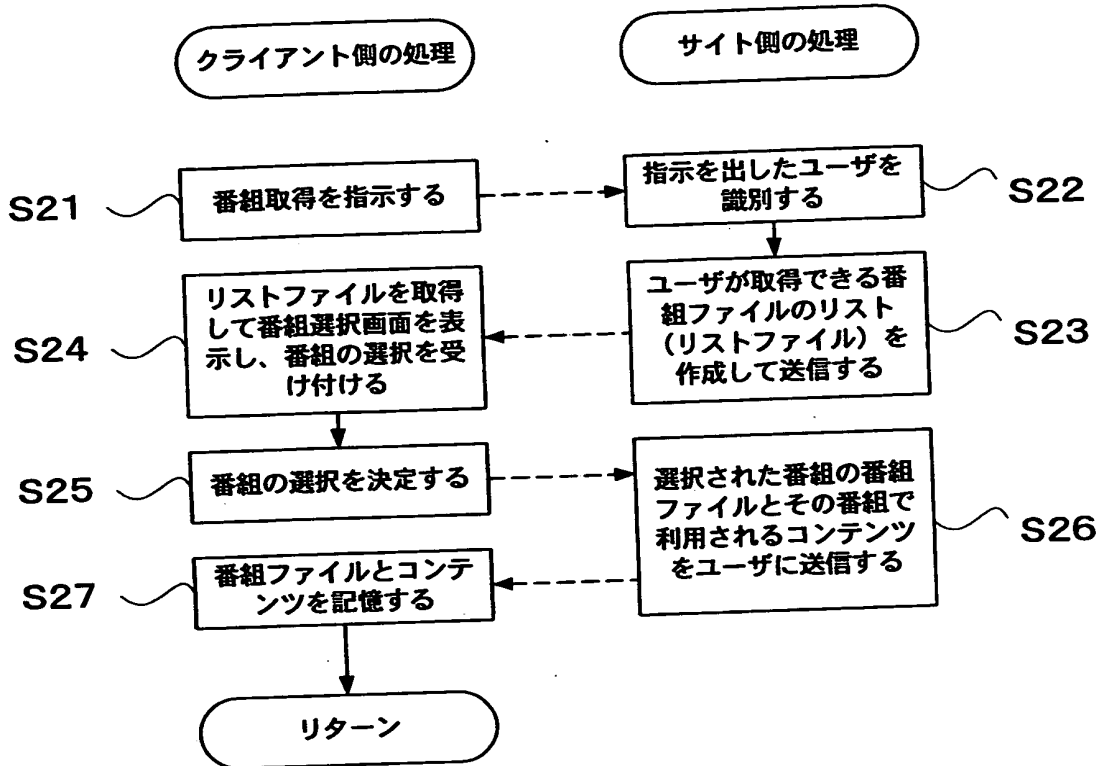 クライアント側の処理
サイト側の処理
S21
番組取得を指示する
指示を出したユーザを
識別する
S22
S24
リストファイルを取得
して番組選択画面を表
示し、番組の選択を受
け付ける
ユーザが取得できる番
組ファイルのリスト
（リストファイル）を
作成して送信する
S23
S25
番組の選択を決定する
選択された番組の番組
ファイルとその番組で
利用されるコンテンツ
をユーザに送信する
S26
S27
番組ファイルとコンテ
ンツを記憶する
リターン